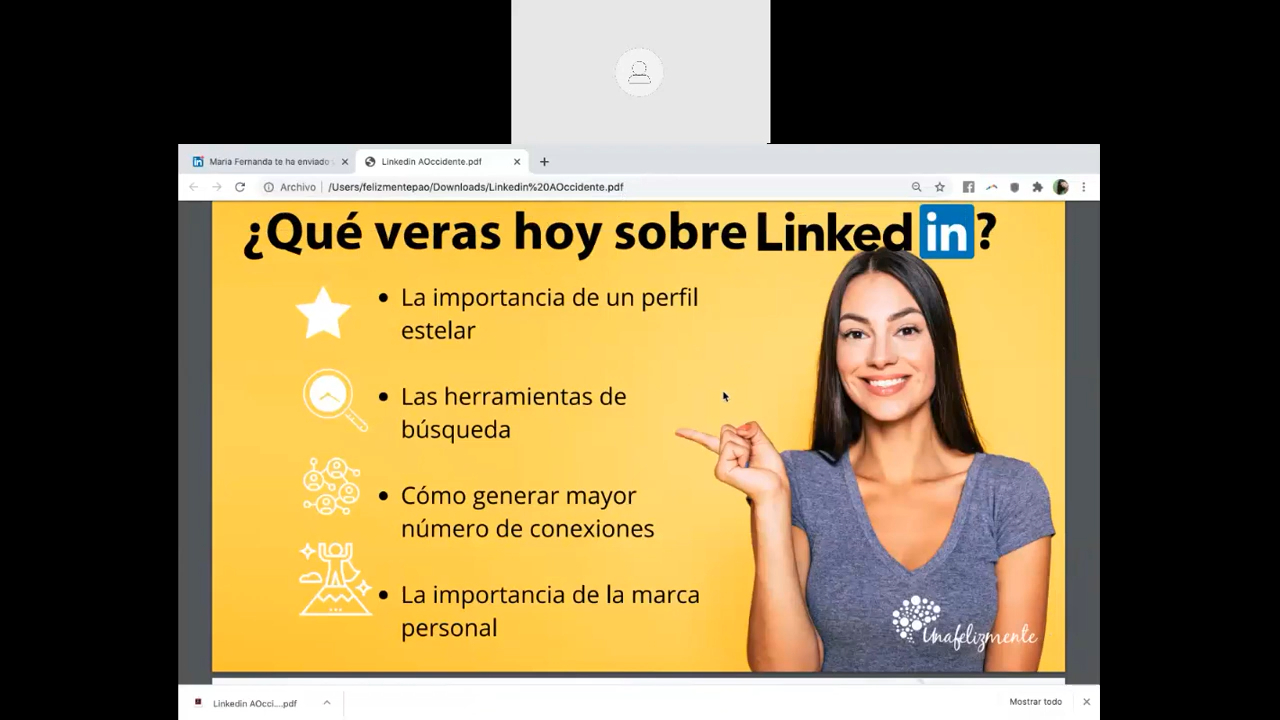 Maria Fernanda te ha enviado
Linkedin AOccidente.pdf
Archivo
/Users/felizmentepao/Downloads/Linkedin%20AOccidente.pdf
¿Qué veras hoy sobre Linkedin?
La importancia de un perfil
estelar
Las herramientas de
búsqueda
Cómo generar mayor
número de conexiones
La importancia de la marca
personal
Unafelizmente
Linkedin AOcci....pdf
Mostrar todo